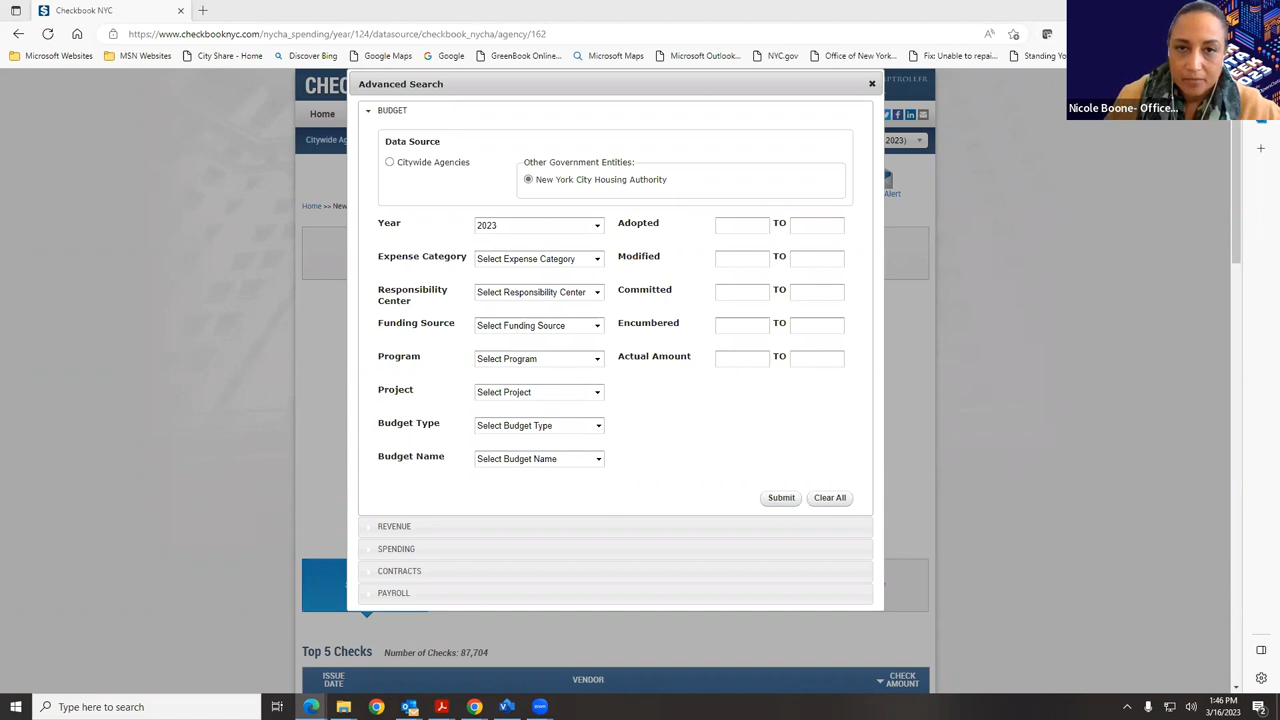 Checkbook NYC
https://www.checkbooknyc.com/nycha_spending/year/124/datasource/checkbook_nycha/agency/162
Microsoft Websites
MSN Websites
City Share - Home
Discover Bing
Google Maps
Google
GreenBook Online...
Microsoft Maps
Microsoft Outlook...
NYC.gov
Office of New York...
Fix: Unable to repai...
Standing Yo
Nicole Boone- Office...
CHEC
PTROLLER
Home
Citywide Ag
2023)
Alert
Home >> New
Advanced Search
BUDGET
Data Source
Citywide Agencies
Other Government Entities:
New York City Housing Authority
Year
2023
Adopted
TO
Expense Category
Select Expense Category
Modified
TO
Responsibility
Center
Select Responsibility Center
Committed
TO
Funding Source
Select Funding Source
Encumbered
TO
Program
Select Program
Actual Amount
TO
Project
Select Project
Budget Type
Select Budget Type
Budget Name
Select Budget Name
Submit
Clear All
REVENUE
SPENDING
CONTRACTS
PAYROLL
Top 5 Checks
Number of Checks: 87,704
ISSUE
DATE
VENDOR
CHECK
AMOUNT
Type here to search
1:46 PM
3/16/2023
2